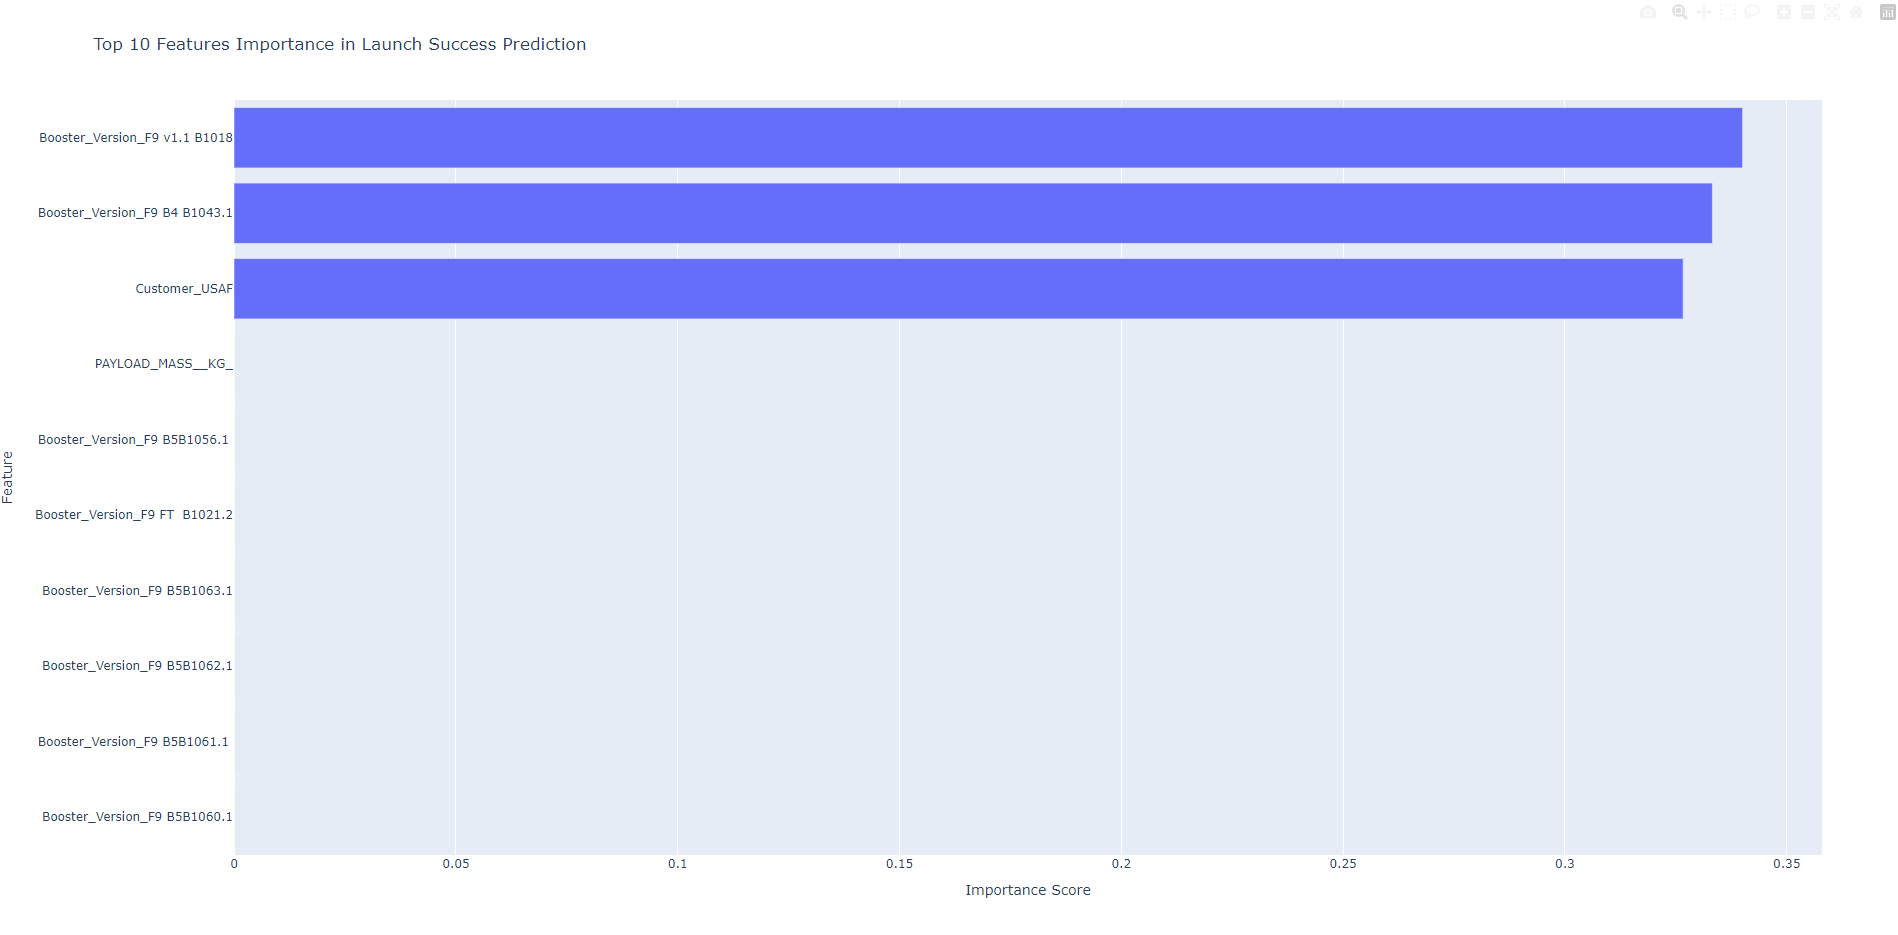 Top 10 Features Importance in Launch Success Prediction
Booster_Version_F9 v1.1 B1018
Booster_Version_F9 B4 B1043.1
Customer_USAF
PAYLOAD_MASS__KG_
Booster_Version_F9 B5B1056.1
Booster_Version_F9 FT  B1021.2
Booster_Version_F9 B5B1063.1
Booster_Version_F9 B5B1062.1
Booster_Version_F9 B5B1061.1
Booster_Version_F9 B5B1060.1
Feature
0 0.05 0.1 0.15 0.2 0.25 0.3 0.35
Importance Score